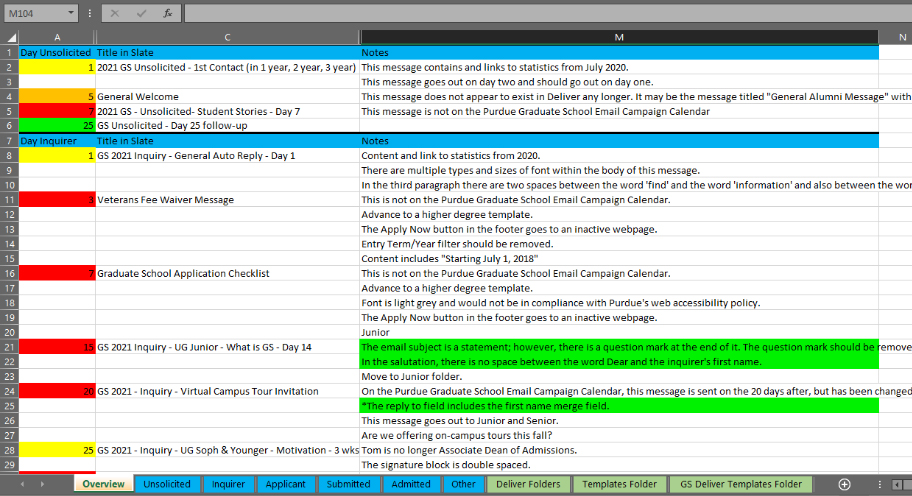 M104 fx
A C M N
1 Day Unsolicited Title in Slate Notes
2 1 2021 GS Unsolicited - 1st Contact (in 1 year, 2 year, 3 year) This message contains and links to statistics from July 2020.
3 This message goes out on day two and should go out on day one.
4 5 General Welcome This message does not appear to exist in Deliver any longer. It may be the message titled "General Alumni Message" with
5 7 2021 GS - Unsolicited- Student Stories - Day 7 This message is not on the Purdue Graduate School Email Campaign Calendar
6 25 GS Unsolicited - Day 25 follow-up
7 Day Inquirer Title in Slate Notes
8 1 GS 2021 Inquiry - General Auto Reply - Day 1 Content and link to statistics from 2020.
9 There are multiple types and sizes of font within the body of this message.
10 In the third paragraph there are two spaces between the word 'find' and the word 'information' and also between the wor
11 3 Veterans Fee Waiver Message This is not on the Purdue Graduate School Email Campaign Calendar.
12 Advance to a higher degree template.
13 The Apply Now button in the footer goes to an inactive webpage.
14 Entry Term/Year filter should be removed.
15 Content includes "Starting July 1, 2018"
16 7 Graduate School Application Checklist This is not on the Purdue Graduate School Email Campaign Calendar.
17 Advance to a higher degree template.
18 Font is light grey and would not be in compliance with Purdue's web accessibility policy.
19 The Apply Now button in the footer goes to an inactive webpage.
20 Junior
21 15 GS 2021 Inquiry - UG Junior - What is GS - Day 14 The email subject is a statement; however, there is a question mark at the end of it. The question mark should be remove
22 In the salutation, there is no space between the word Dear and the inquirer's first name.
23 Move to Junior folder.
24 20 GS 2021 - Inquiry - Virtual Campus Tour Invitation On the Purdue Graduate School Email Campaign Calendar, this message is sent on the 20 days after, but has been changed
25 *The reply to field includes the first name merge field.
26 This message goes out to Junior and Senior.
27 Are we offering on-campus tours this fall?
28 25 GS 2021 - Inquiry - UG Soph & Younger - Motivation - 3 wks Tom is no longer Associate Dean of Admissions.
29 The signature block is double spaced.
Overview Unsolicited Inquirer Applicant Submitted Admitted Other Deliver Folders Templates Folder GS Deliver Templates Folder